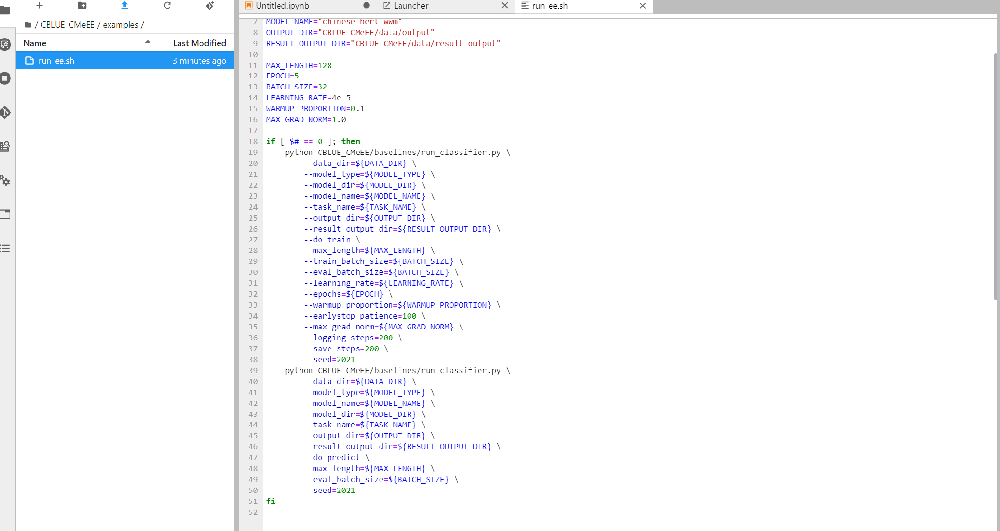 / CBLUE_CMeEE / examples /
Name Last Modified
run_ee.sh 3 minutes ago
Untitled.ipynb Launcher run_ee.sh
7 MODEL_NAME="chinese-bert-wwm"
8 OUTPUT_DIR="CBLUE_CMeEE/data/output"
9 RESULT_OUTPUT_DIR="CBLUE_CMeEE/data/result_output"
10
11 MAX_LENGTH=128
12 EPOCH=5
13 BATCH_SIZE=32
14 LEARNING_RATE=4e-5
15 WARMUP_PROPORTION=0.1
16 MAX_GRAD_NORM=1.0
17
18 if [ $# == 0 ]; then
19 python CBLUE_CMeEE/baselines/run_classifier.py \
20 --data_dir=${DATA_DIR} \
21 --model_type=${MODEL_TYPE} \
22 --model_dir=${MODEL_DIR} \
23 --model_name=${MODEL_NAME} \
24 --task_name=${TASK_NAME} \
25 --output_dir=${OUTPUT_DIR} \
26 --result_output_dir=${RESULT_OUTPUT_DIR} \
27 --do_train \
28 --max_length=${MAX_LENGTH} \
29 --train_batch_size=${BATCH_SIZE} \
30 --eval_batch_size=${BATCH_SIZE} \
31 --learning_rate=${LEARNING_RATE} \
32 --epochs=${EPOCH} \
33 --warmup_proportion=${WARMUP_PROPORTION} \
34 --earlystop_patience=100 \
35 --max_grad_norm=${MAX_GRAD_NORM} \
36 --logging_steps=200 \
37 --save_steps=200 \
38 --seed=2021
39 python CBLUE_CMeEE/baselines/run_classifier.py \
40 --data_dir=${DATA_DIR} \
41 --model_type=${MODEL_TYPE} \
42 --model_name=${MODEL_NAME} \
43 --model_dir=${MODEL_DIR} \
44 --task_name=${TASK_NAME} \
45 --output_dir=${OUTPUT_DIR} \
46 --result_output_dir=${RESULT_OUTPUT_DIR} \
47 --do_predict \
48 --max_length=${MAX_LENGTH} \
49 --eval_batch_size=${BATCH_SIZE} \
50 --seed=2021
51 fi
52